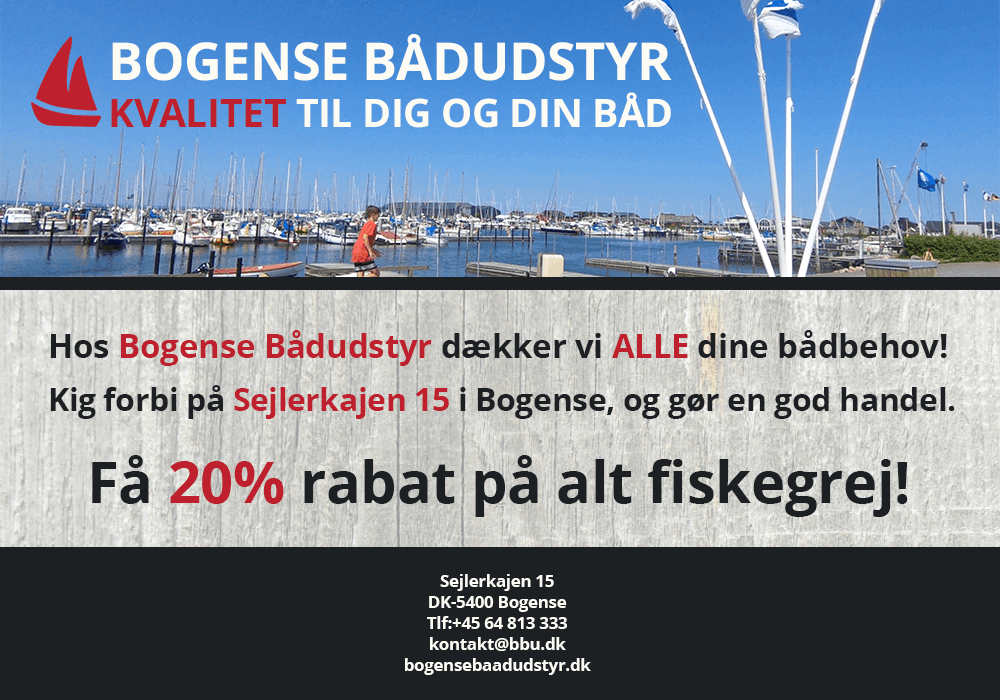 BOGENSE BÅDUDSTYR
KVALITET TIL DIG OG DIN BÅD
Hos Bogense Bådudstyr dækker vi ALLE dine bådbehov!
Kig forbi på Sejlerkajen 15 i Bogense, og gør en god handel.
Få 20% rabat på alt fiskegrej!
Sejlerkajen 15
DK-5400 Bogense
Tlf:+45 64 813 333
kontakt@bbu.dk
bogensebaadudstyr.dk